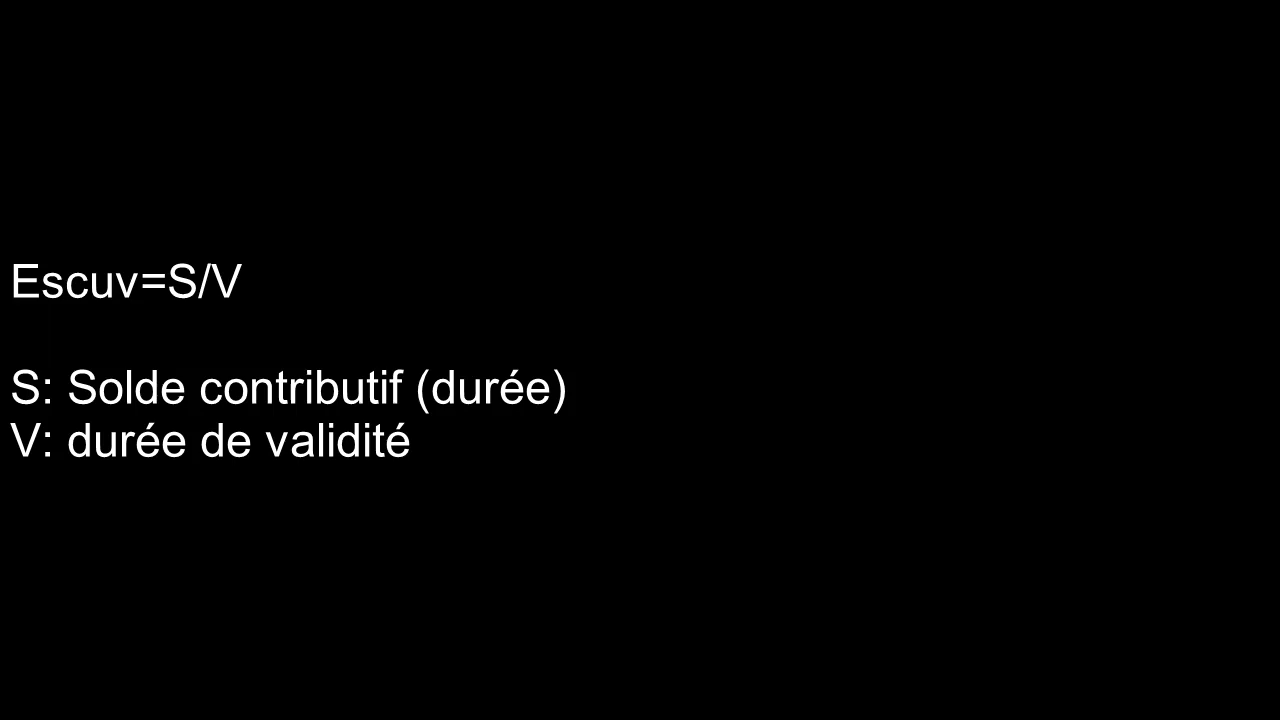 Escuv=S/V
S: Solde contributif (durée)
V: durée de validité